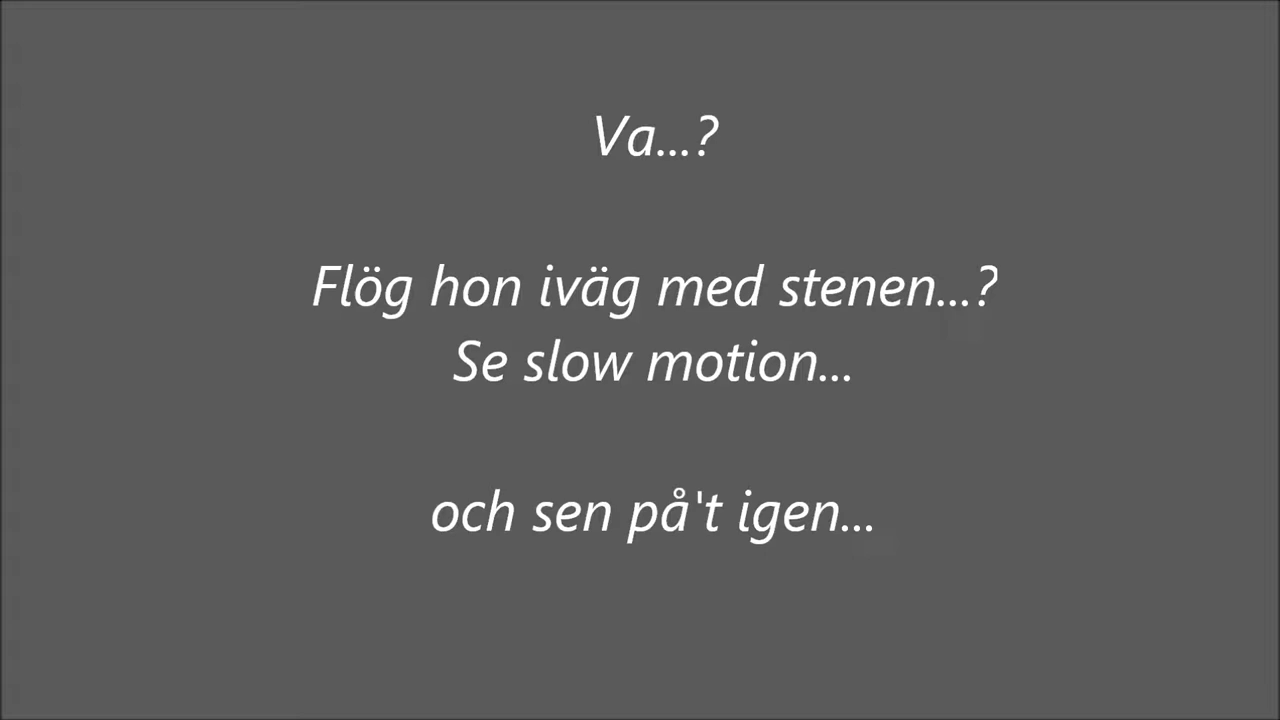 Va...?
Flög hon iväg med stenen...?
Se slow motion...
och sen på't igen...